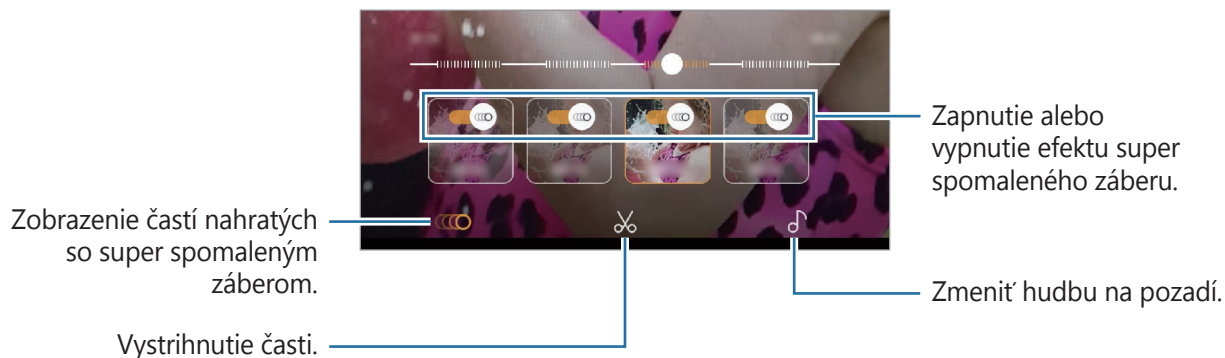 Zapnutie alebo
vypnutie efektu super
spomaleného záberu.
Zobrazenie častí nahratých
so super spomaleným
záberom.
Zmeniť hudbu na pozadí.
Vystrihnutie časti.